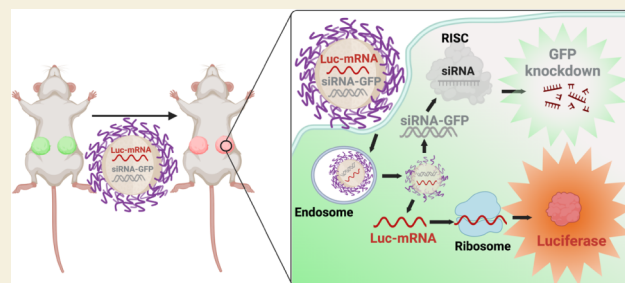 Luc-mRNA
siRNA-GFP
Luc-mRNA
siRNA-GFP
RISC
siRNA
GFP
knockdown
siRNA-GFP
Endosome
Luc-mRNA
Ribosome
Luciferase